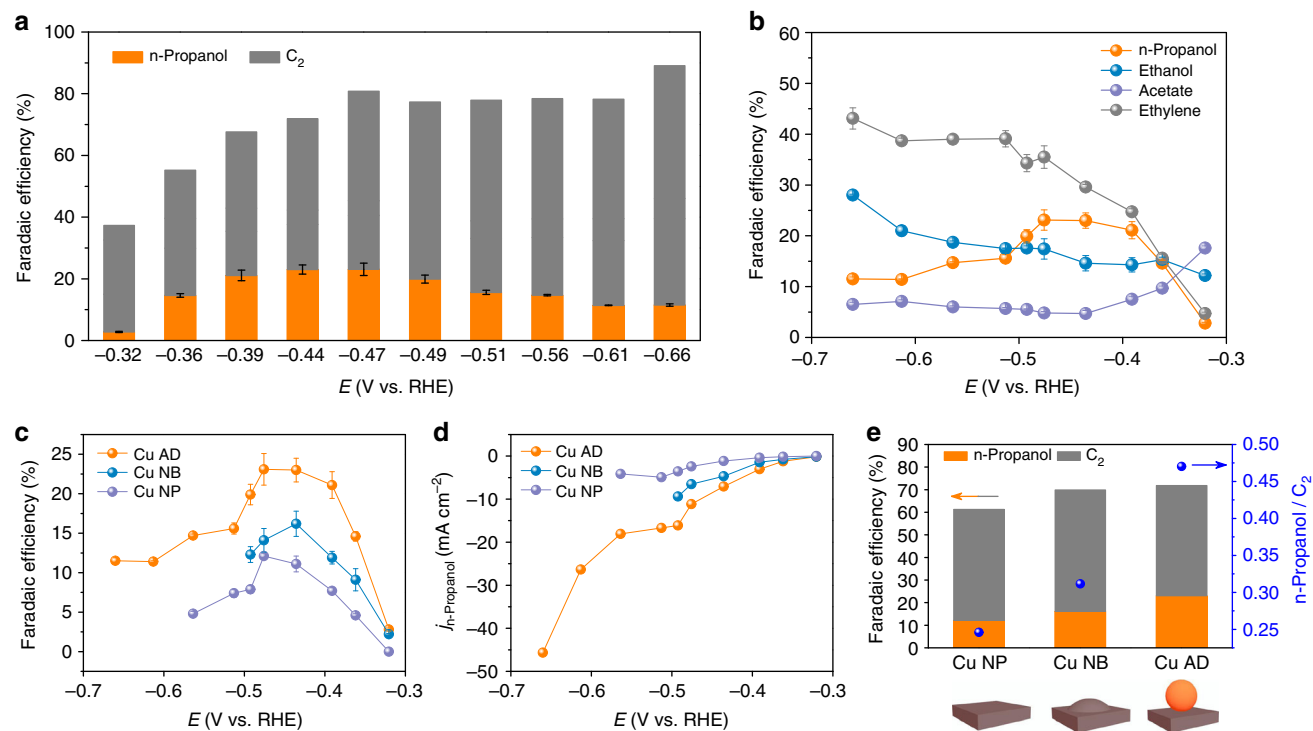 a
n-Propanol
C2
Faradaic efficiency (%)
100
80
60
40
20
0
−0.32
−0.36
−0.39
−0.44
−0.47
−0.49
−0.51
−0.56
−0.61
−0.66
E (V vs. RHE)
b
n-Propanol
Ethanol
Acetate
Ethylene
Faradaic efficiency (%)
60
50
40
30
20
10
0
−0.7
−0.6
−0.5
−0.4
−0.3
E (V vs. RHE)
c
Cu AD
Cu NB
Cu NP
Faradaic efficiency (%)
25
20
15
10
5
0
−0.7
−0.6
−0.5
−0.4
−0.3
E (V vs. RHE)
d
Cu AD
Cu NB
Cu NP
jn-Propanol (mA cm−2)
0
−10
−20
−30
−40
−50
−0.7
−0.6
−0.5
−0.4
−0.3
E (V vs. RHE)
e
n-Propanol
C2
Faradaic efficiency (%)
90
80
70
60
50
40
30
20
10
0
n-Propanol / C2
0.50
0.45
0.40
0.35
0.30
0.25
Cu NP
Cu NB
Cu AD